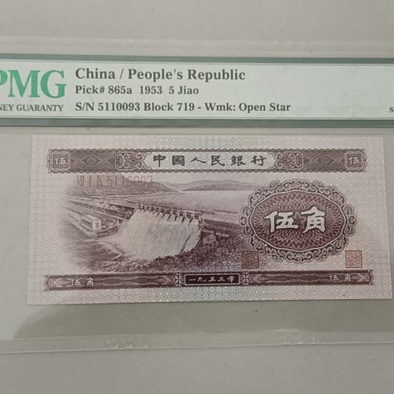 PMG
NEY GUARANTY
China / People's Republic
Pick# 865a 1953 5 Jiao
S/N 5110093 Block 719 - Wmk: Open Star
中國人民銀行
伍
伍
5110093
伍角
伍角
一九五三年
伍角